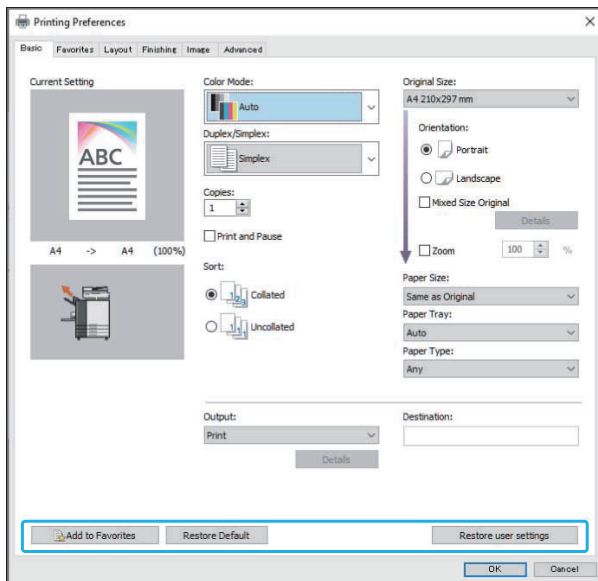 Printing Preferences
Basic Favorites Layout Finishing Image Advanced
Current Setting
ABC
A4 -> A4 (100%)
Color Mode:
Auto
Duplex/Simplex:
Simplex
Copies:
1
Print and Pause
Sort:
Collated
Uncollated
Original Size:
A4 210x297 mm
Orientation:
Portrait
Landscape
Mixed Size Original
Details
Zoom 100 %
Paper Size:
Same as Original
Paper Tray:
Auto
Paper Type:
Any
Output:
Print
Details
Destination:
Add to Favorites Restore Default Restore user settings
OK Cancel